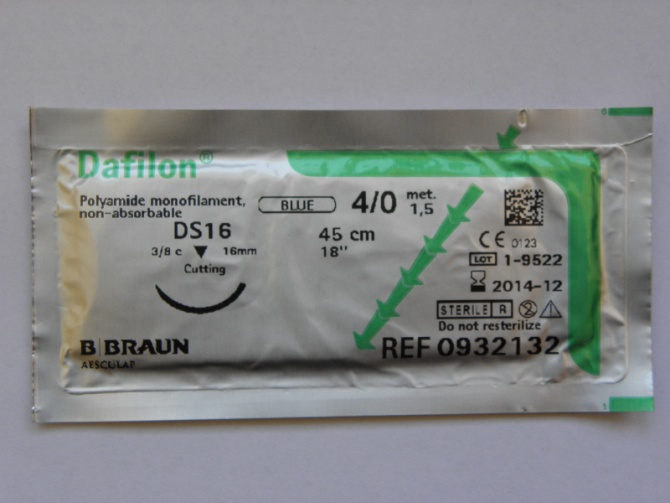 Dafilon®
Polyamide monofilament,
non-absorbable
BLUE
4/0 met.
1,5
DS16
3/8 c 16mm
Cutting
45 cm
18"
CE 0123
LOT 1-9522
2014-12
STERILE R
Do not resterilize
B|BRAUN
AESCULAP
REF 0932132